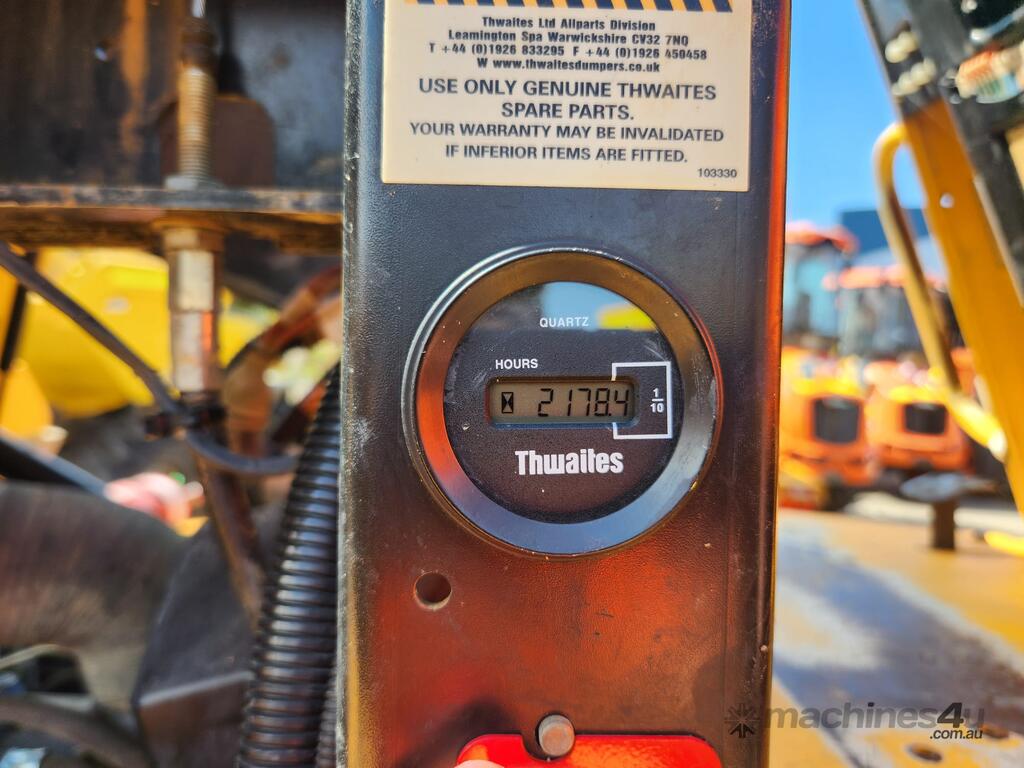 Thwaites Ltd Allparts Division
Leamington Spa Warwickshire CV32 7NQ
T +44 (0)1926 833295 F +44 (0)1926 450458
W www.thwaitesdumpers.co.uk
USE ONLY GENUINE THWAITES
SPARE PARTS.
YOUR WARRANTY MAY BE INVALIDATED
IF INFERIOR ITEMS ARE FITTED.
103330
QUARTZ
HOURS
2178.4
1/10
Thwaites
machines4u
.com.au